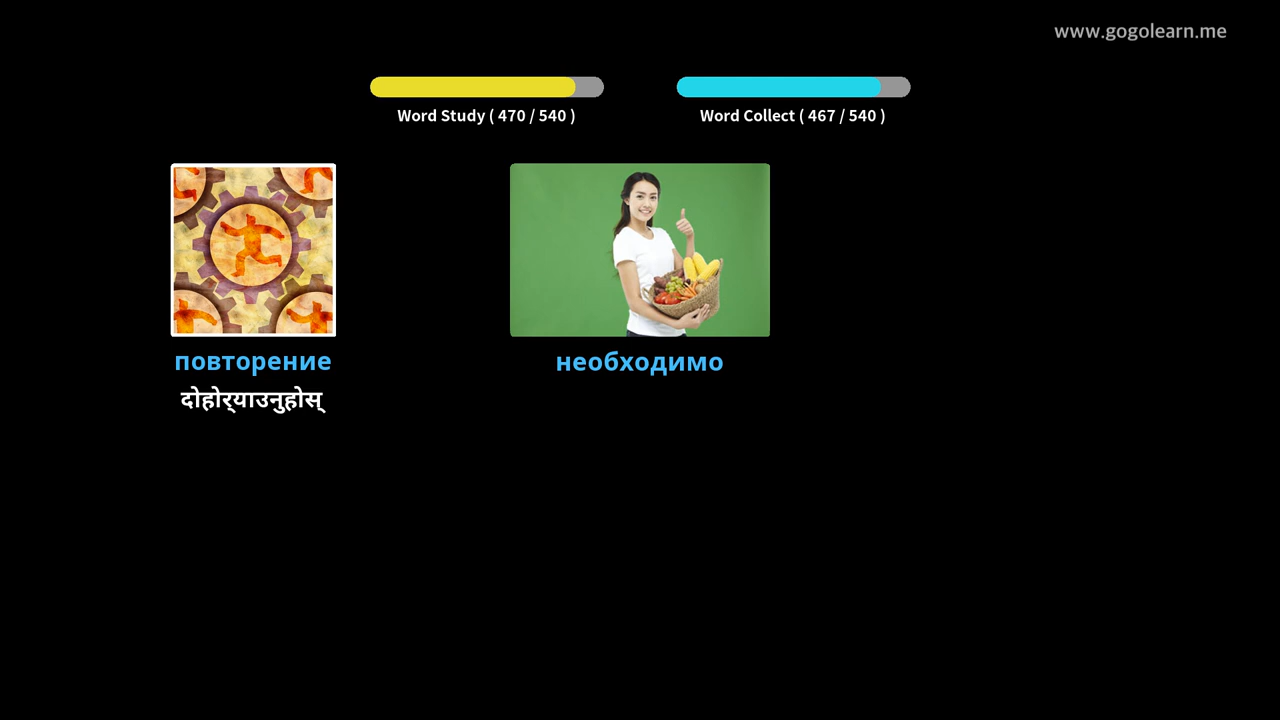 www.gogolearn.me
Word Study ( 470 / 540 )
Word Collect ( 467 / 540 )
повторение
दोहोर्‍याउनुहोस्
необходимо